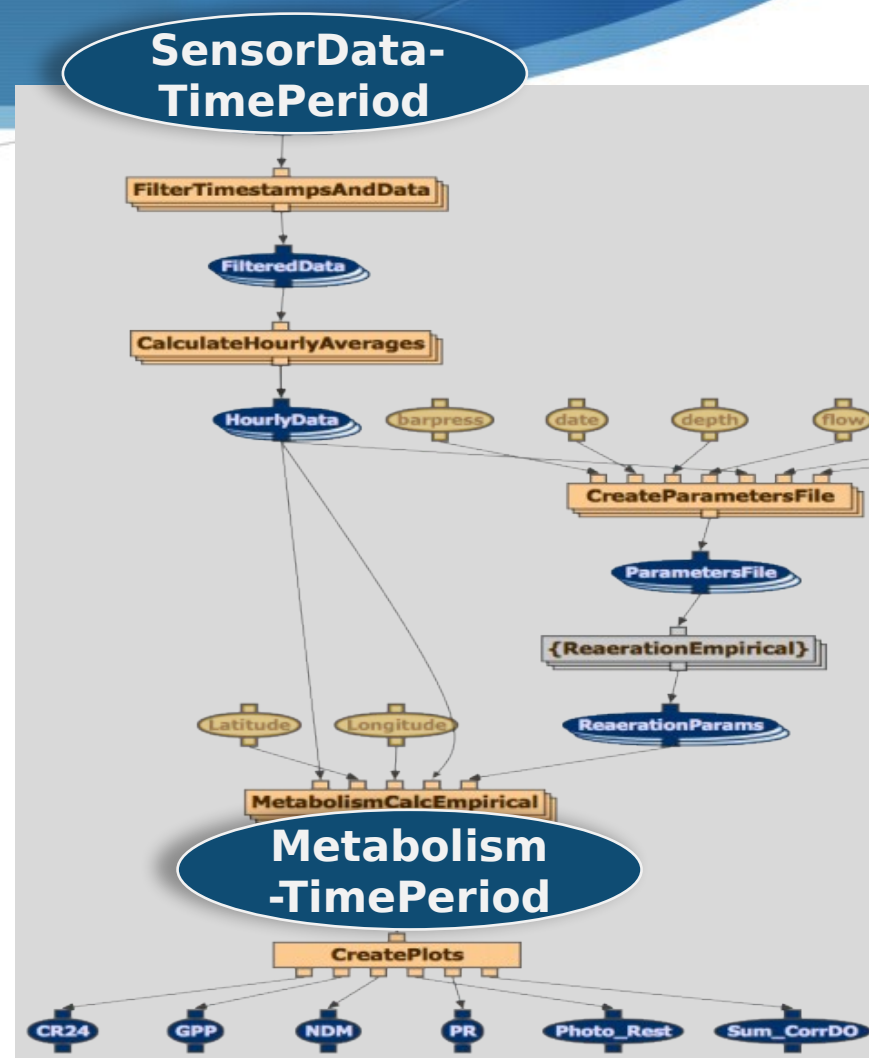 SensorData-
TimePeriod
FilterTimestampsAndData
FilteredData
CalculateHourlyAverages
HourlyData
barpress
date
depth
flow
CreateParametersFile
ParametersFile
{ReaerationEmpirical}
Latitude
Longitude
ReaerationParams
MetabolismCalcEmpirical
Metabolism
-TimePeriod
CreatePlots
CR24
GPP
NDM
PR
Photo_Rest
Sum_CorrDO